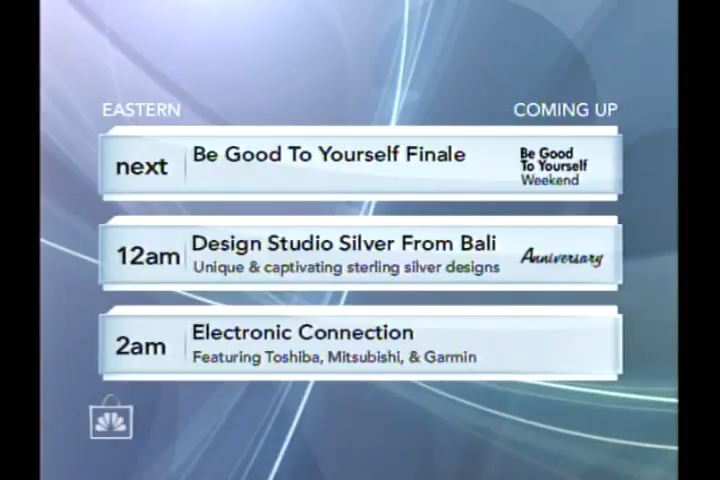 EASTERN
COMING UP
next
Be Good To Yourself Finale
Be Good
To Yourself
Weekend
12am
Design Studio Silver From Bali
Unique & captivating sterling silver designs
Anniversary
2am
Electronic Connection
Featuring Toshiba, Mitsubishi, & Garmin